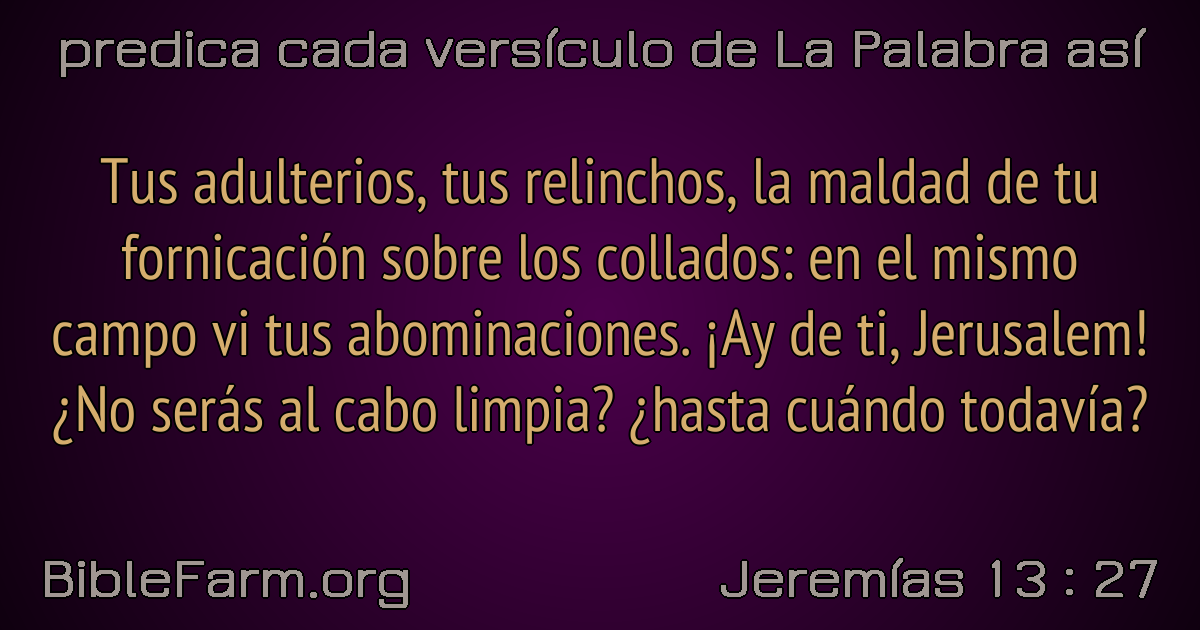 predica cada versículo de La Palabra así
Tus adulterios, tus relinchos, la maldad de tu
fornicación sobre los collados: en el mismo
campo vi tus abominaciones. ¡Ay de ti, Jerusalem!
¿No serás al cabo limpia? ¿hasta cuándo todavía?
BibleFarm.org
Jeremías 13 : 27